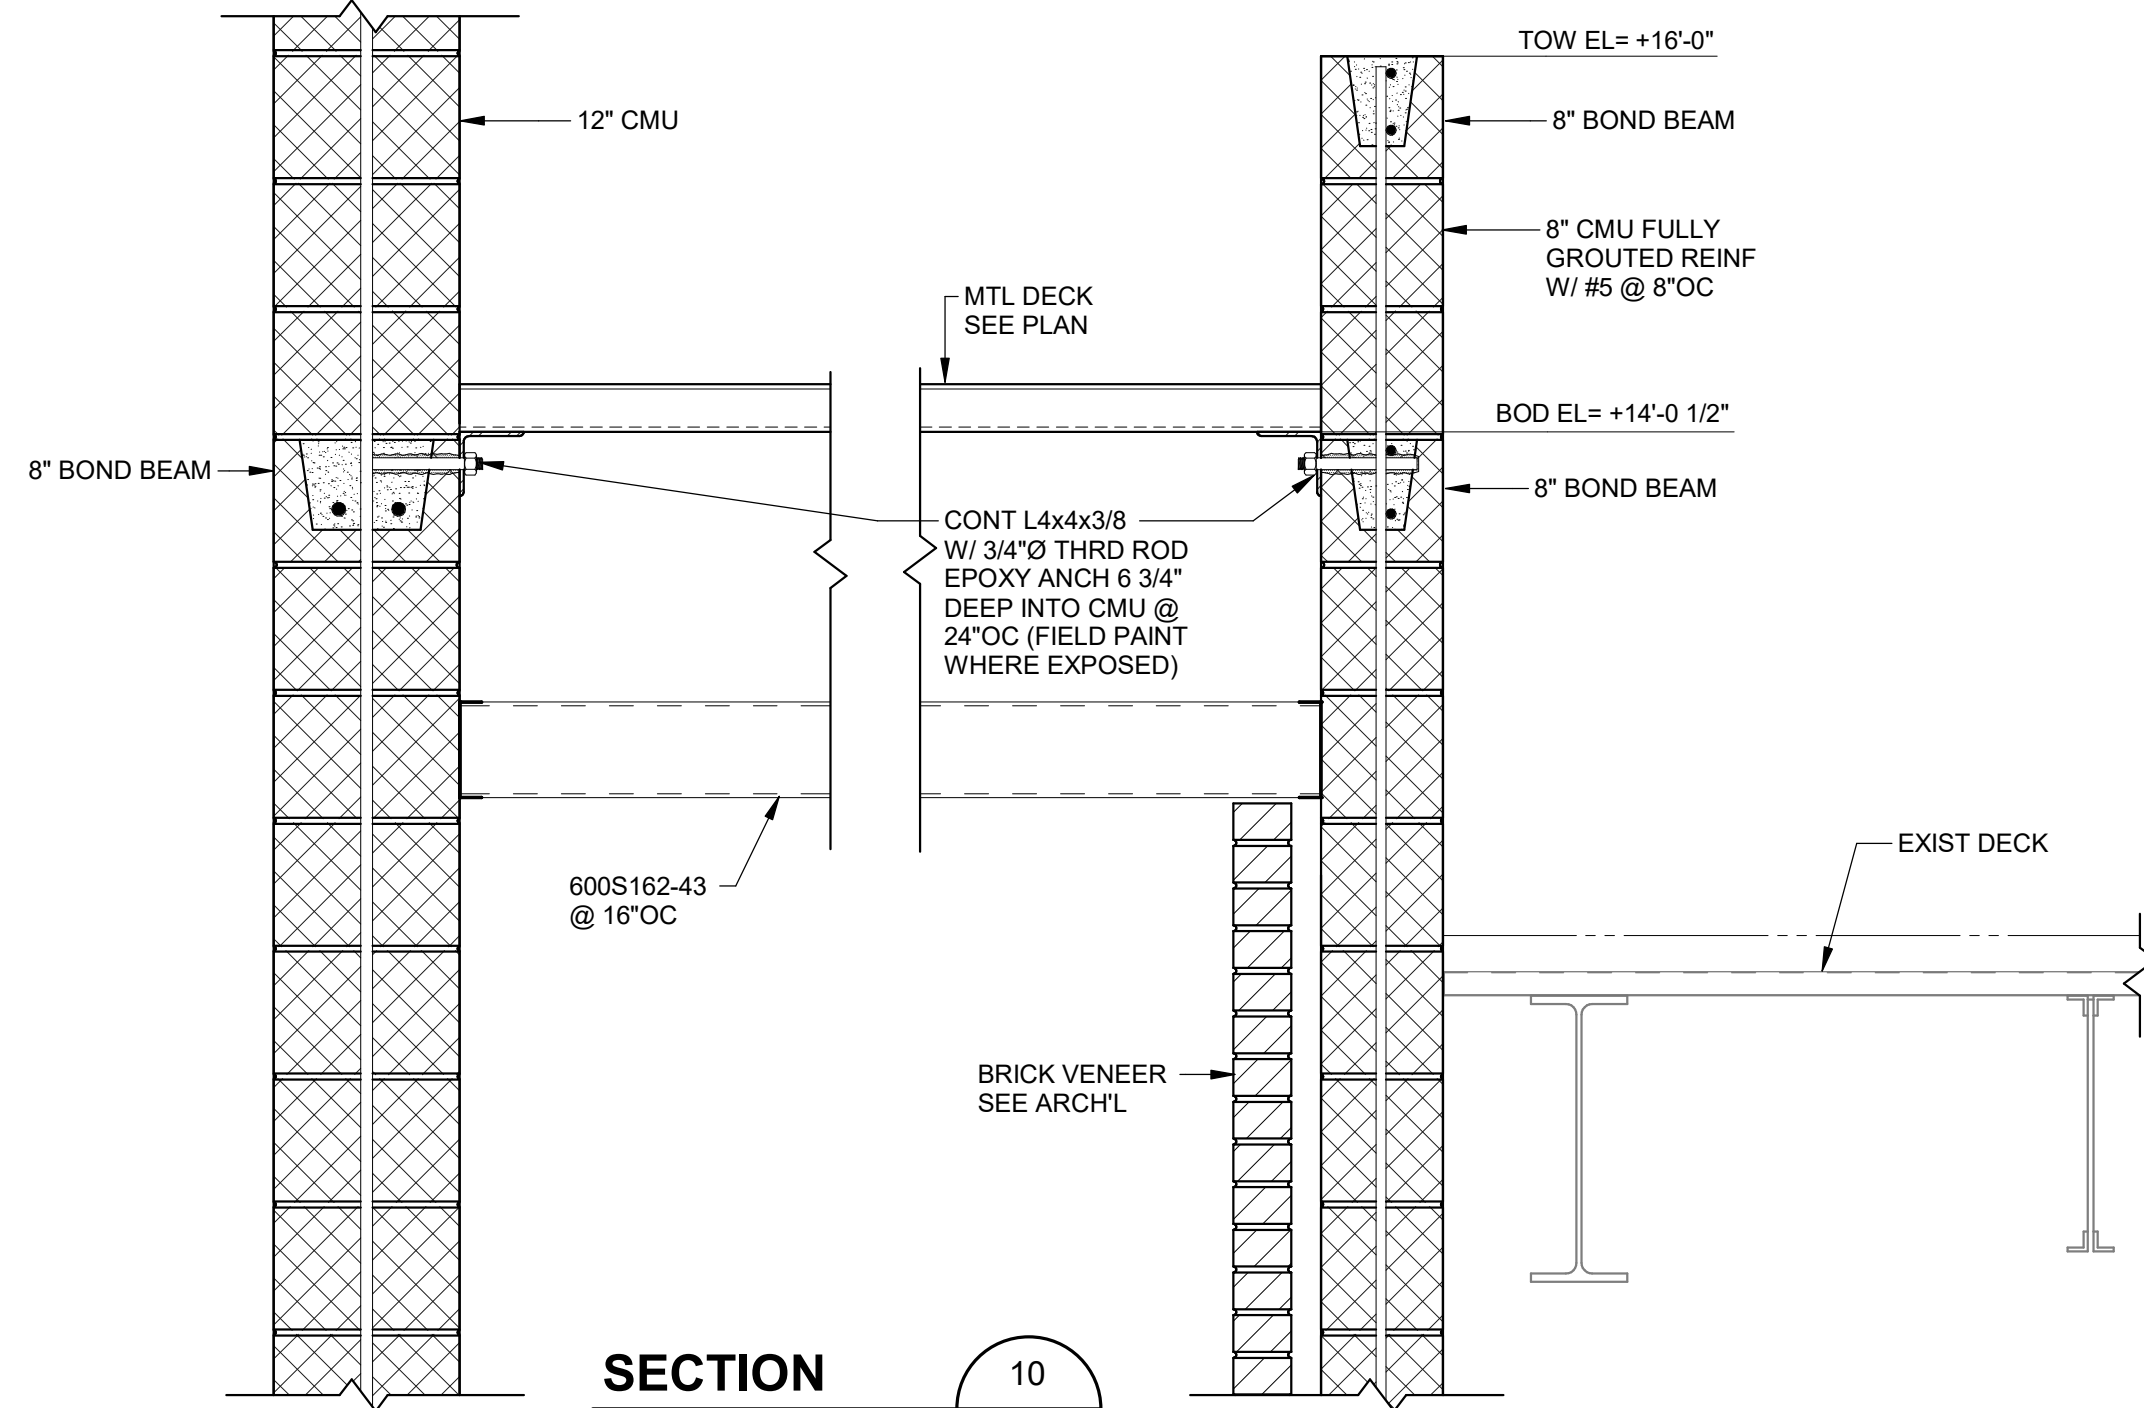 TOW EL= +16'-0"
12" CMU
8" BOND BEAM
8" CMU FULLY
GROUTED REINF
W/ #5 @ 8"OC
MTL DECK
SEE PLAN
BOD EL= +14'-0 1/2"
8" BOND BEAM
8" BOND BEAM
CONT L4x4x3/8
W/ 3/4"Ø THRD ROD
EPOXY ANCH 6 3/4"
DEEP INTO CMU @
24"OC (FIELD PAINT
WHERE EXPOSED)
EXIST DECK
600S162-43
@ 16"OC
BRICK VENEER
SEE ARCH'L
SECTION
10